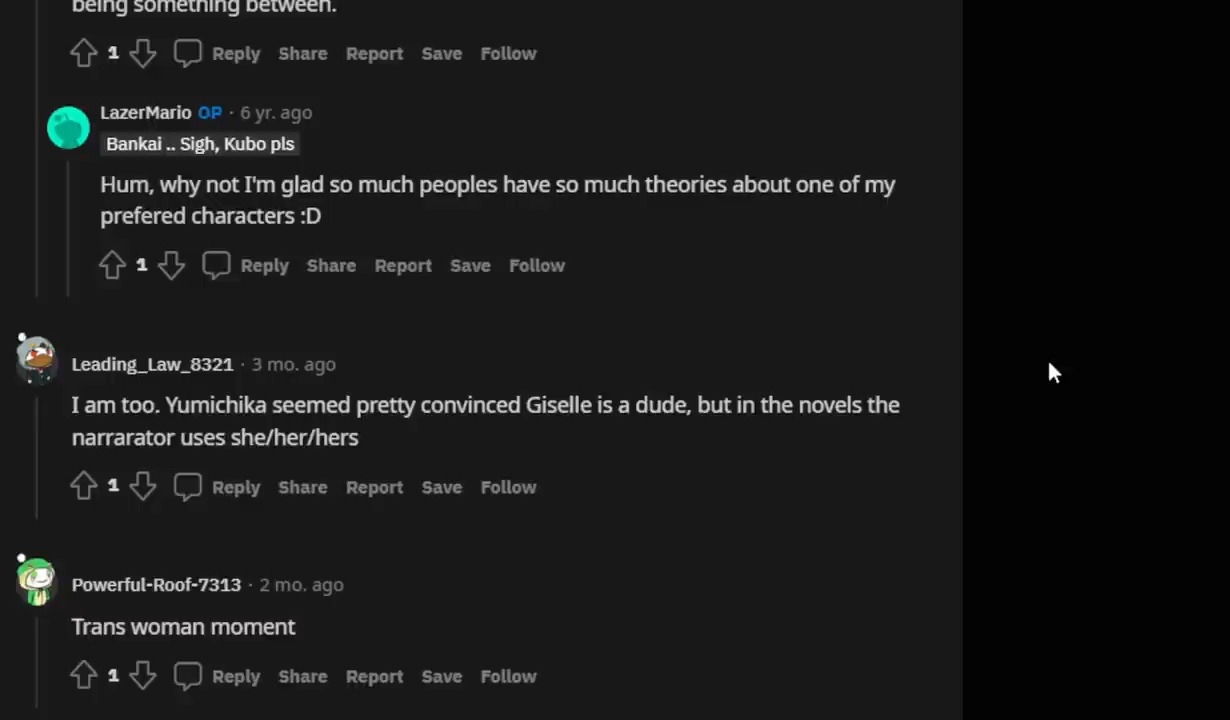 being something between.
1 Reply Share Report Save Follow
LazerMario OP · 6 yr. ago
Bankai .. Sigh, Kubo pls
Hum, why not I'm glad so much peoples have so much theories about one of my
prefered characters :D
1 Reply Share Report Save Follow
Leading_Law_8321 · 3 mo. ago
I am too. Yumichika seemed pretty convinced Giselle is a dude, but in the novels the
narrarator uses she/her/hers
1 Reply Share Report Save Follow
Powerful-Roof-7313 · 2 mo. ago
Trans woman moment
1 Reply Share Report Save Follow